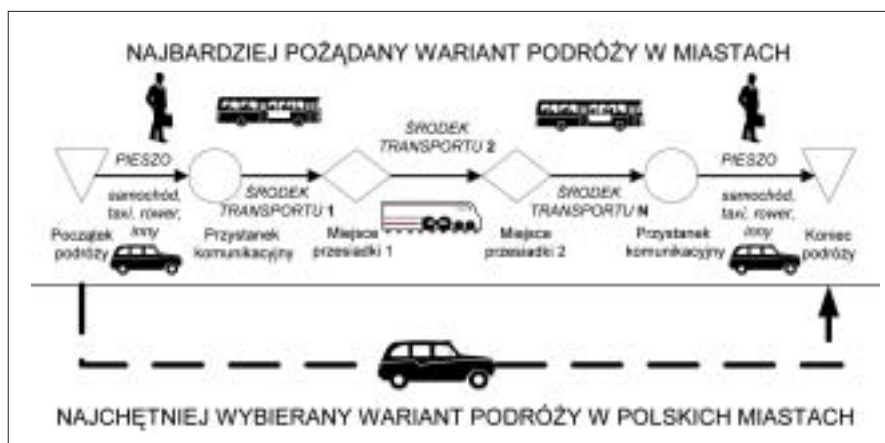 NAJBARDZIEJ POŻĄDANY WARIANT PODRÓŻY W MIASTACH
PIESZO
samochód,
taxi, rower,
inny
Początek
podróży
Przystanek
komunikacyjny
ŚRODEK
TRANSPORTU 1
Miejsce
przesiadki 1
ŚRODEK
TRANSPORTU 2
Miejsce
przesiadki 2
ŚRODEK
TRANSPORTU N
Przystanek
komunikacyjny
PIESZO
samochód,
taxi, rower,
inny
Koniec
podróży
NAJCHĘTNIEJ WYBIERANY WARIANT PODRÓŻY W POLSKICH MIASTACH